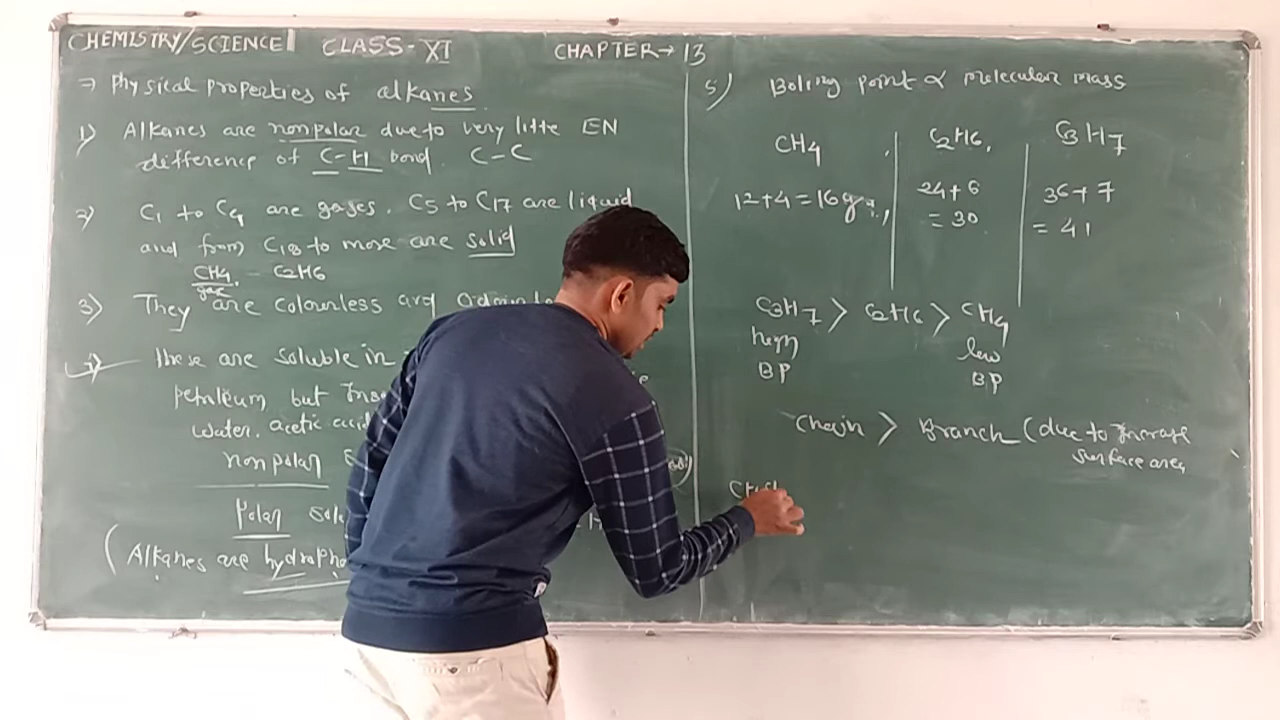 CHEMISTRY/SCIENCE CLASS-XI CHAPTER→13
→ Physical properties of alkanes
1) Alkanes are nonpolar due to very litte EN
difference of C-H bond. C-C
2) C1 to C4 are gases. C5 to C17 are liquid
and from C18 to more are solid
CH4 - C2H6
gas
3) They are colourless and
4) These are soluble in
petroleum, but
water. acetic
nonpolar
Polar
(Alkanes are
5) Boling point ∝ molecular mass
CH4, C2H6, C3H7
12+4=16g 24+6 36+7
=30 = 41
C3H7 > C2H6 > CH4
high low
BP BP
Chain > Branch (due to Increase
surface area